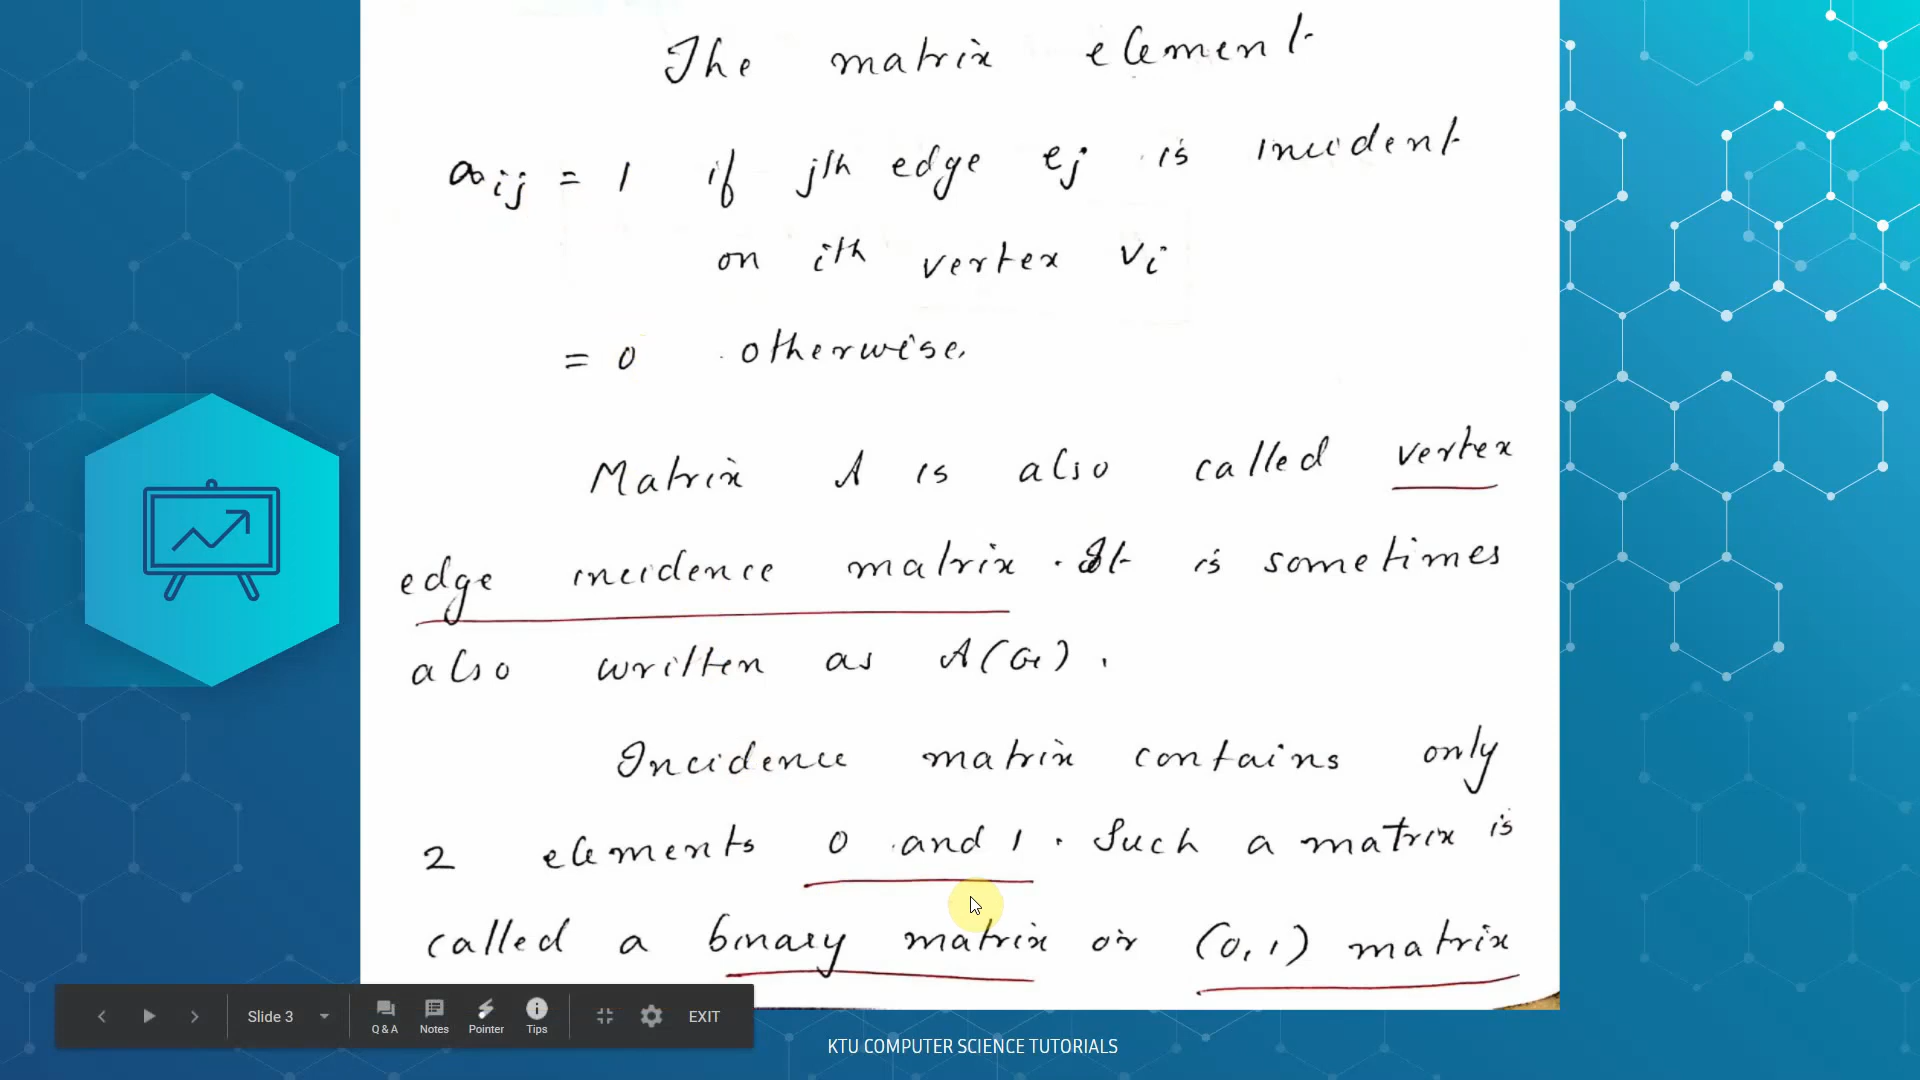 The matrix element
aij = 1 if jth edge ej is incident
on ith vertex vi
= 0 otherwise.
Matrix A is also called vertex
edge incidence matrix. It is sometimes
also written as A(G).
Incidence matrix contains only
2 elements 0 and 1. Such a matrix is
called a binary matrix or (0,1) matrix
Slide 3
Q & A
Notes
Pointer
Tips
EXIT
KTU COMPUTER SCIENCE TUTORIALS